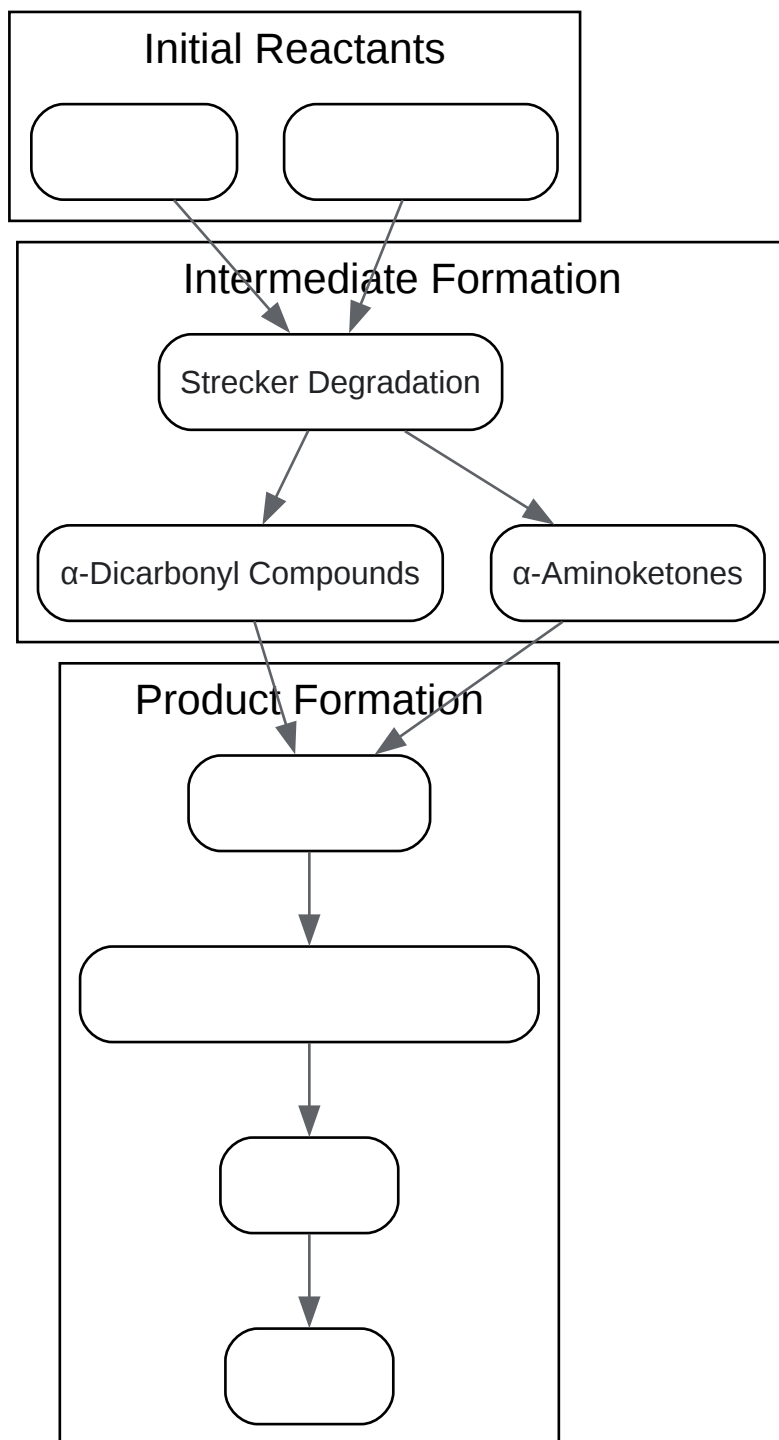 Initial Reactants
Intermediate Formation
Strecker Degradation
α-Dicarbonyl Compounds
α-Aminoketones
Product Formation